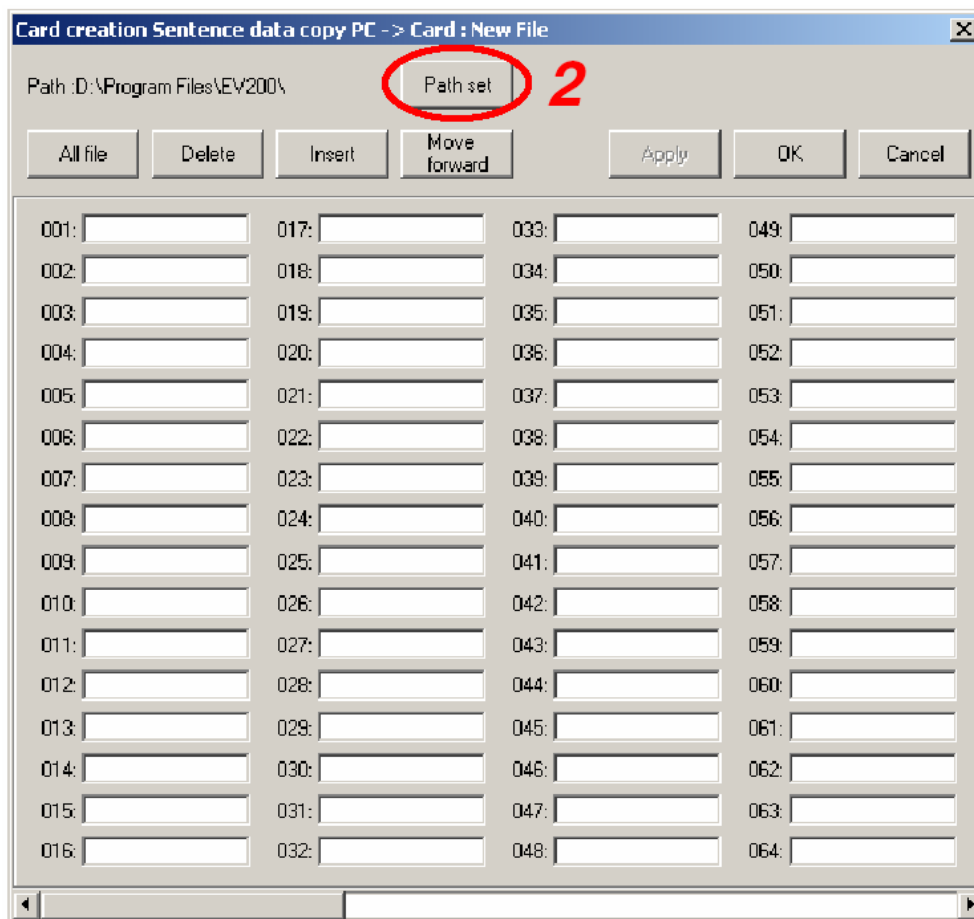 Card creation Sentence data copy PC -> Card : New File
Path :D:\Program Files\EV200\ Path set 2
All file Delete Insert Move forward Apply OK Cancel
001: 017: 033: 049:
002: 018: 034: 050:
003: 019: 035: 051:
004: 020: 036: 052:
005: 021: 037: 053:
006: 022: 038: 054:
007: 023: 039: 055:
008: 024: 040: 056:
009: 025: 041: 057:
010: 026: 042: 058:
011: 027: 043: 059:
012: 028: 044: 060:
013: 029: 045: 061:
014: 030: 046: 062:
015: 031: 047: 063:
016: 032: 048: 064: